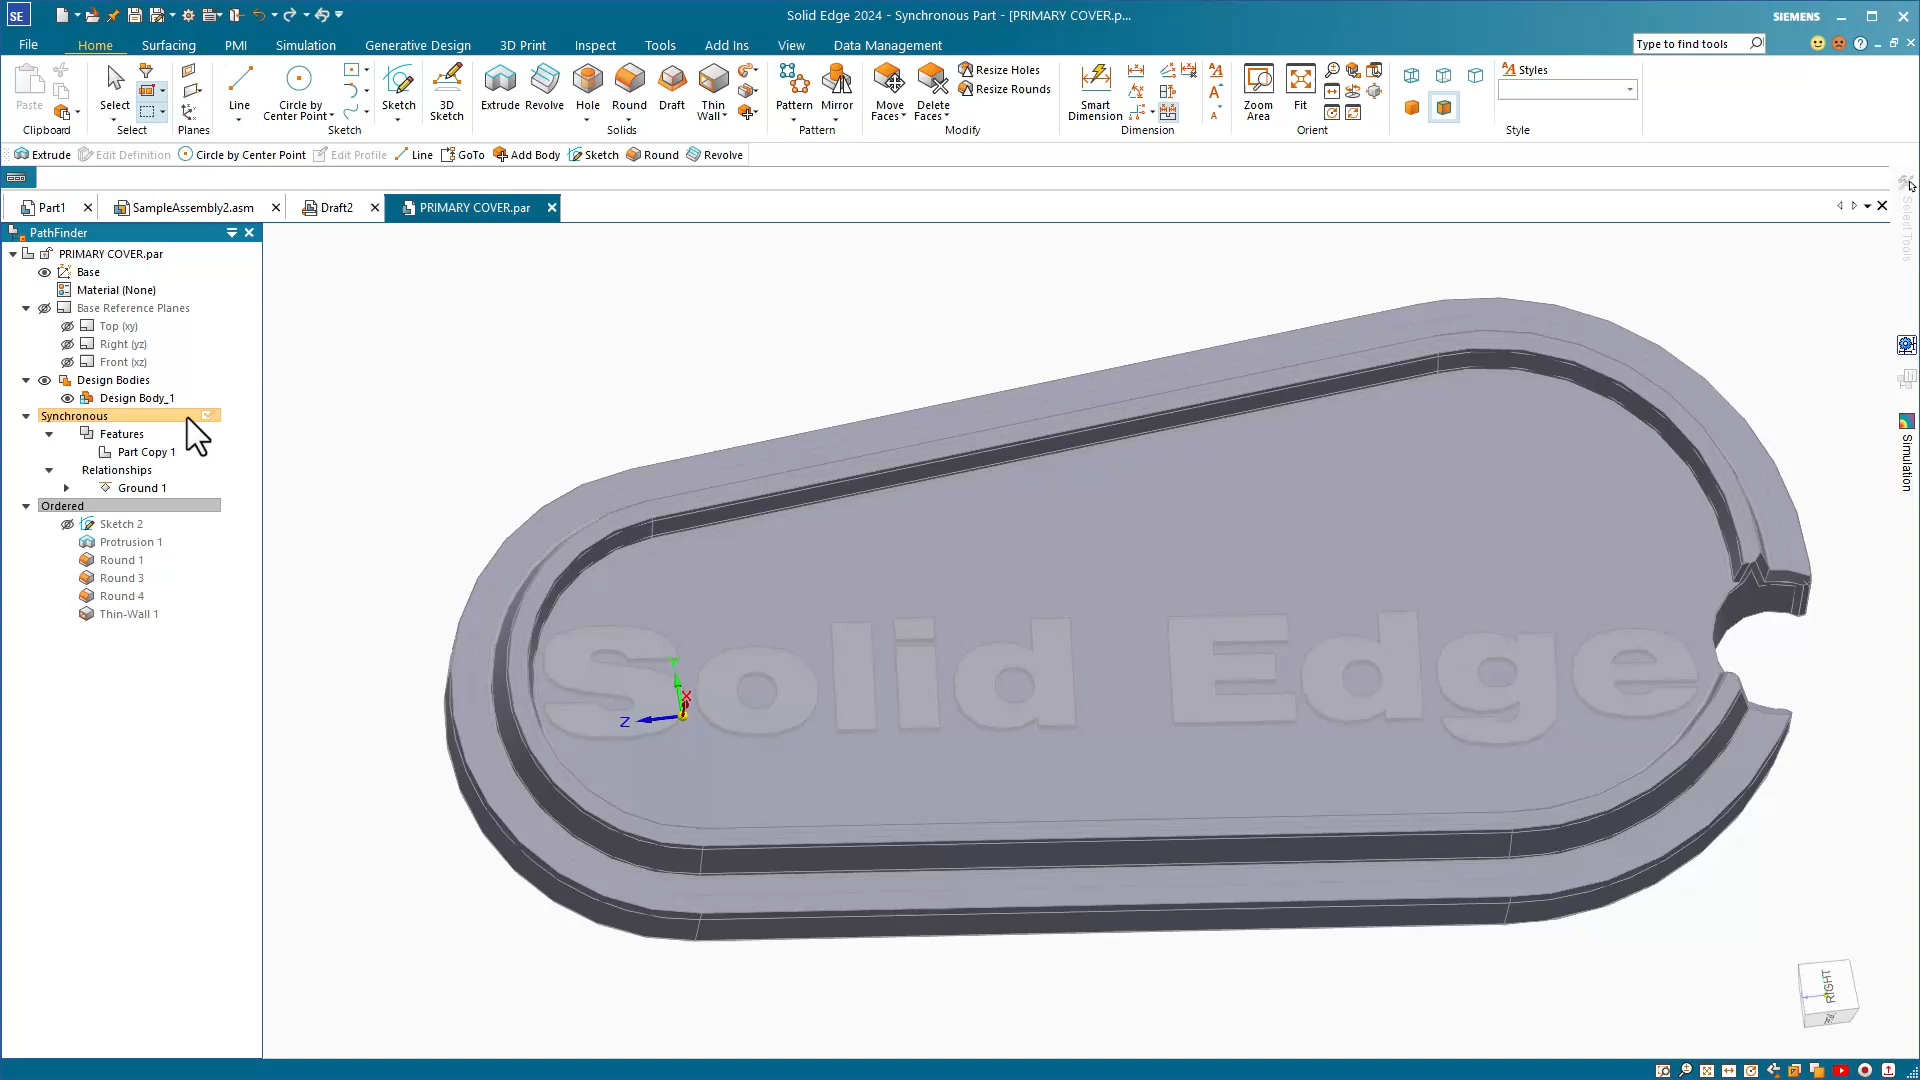 SE
Solid Edge 2024 - Synchronous Part - [PRIMARY COVER.p...
SIEMENS
File
Home
Surfacing
PMI
Simulation
Generative Design
3D Print
Inspect
Tools
Add Ins
View
Data Management
Type to find tools
Paste
Clipboard
Select
Select
Planes
Line
Circle by
Center Point
Sketch
3D
Sketch
Sketch
Extrude
Revolve
Hole
Round
Draft
Thin
Wall
Solids
Pattern
Mirror
Pattern
Move
Faces
Delete
Faces
Resize Holes
Resize Rounds
Modify
Smart
Dimension
Dimension
Zoom
Area
Fit
Orient
Styles
Style
Extrude
Edit Definition
Circle by Center Point
Edit Profile
Line
GoTo
Add Body
Sketch
Round
Revolve
Part1
SampleAssembly2.asm
Draft2
PRIMARY COVER.par
Select Tools
PathFinder
PRIMARY COVER.par
Base
Material (None)
Base Reference Planes
Top (xy)
Right (yz)
Front (xz)
Design Bodies
Design Body_1
Synchronous
Features
Part Copy 1
Relationships
Ground 1
Ordered
Sketch 2
Protrusion 1
Round 1
Round 3
Round 4
Thin-Wall 1
Simulation
Solid Edge
Y
X
Z
RIGHT